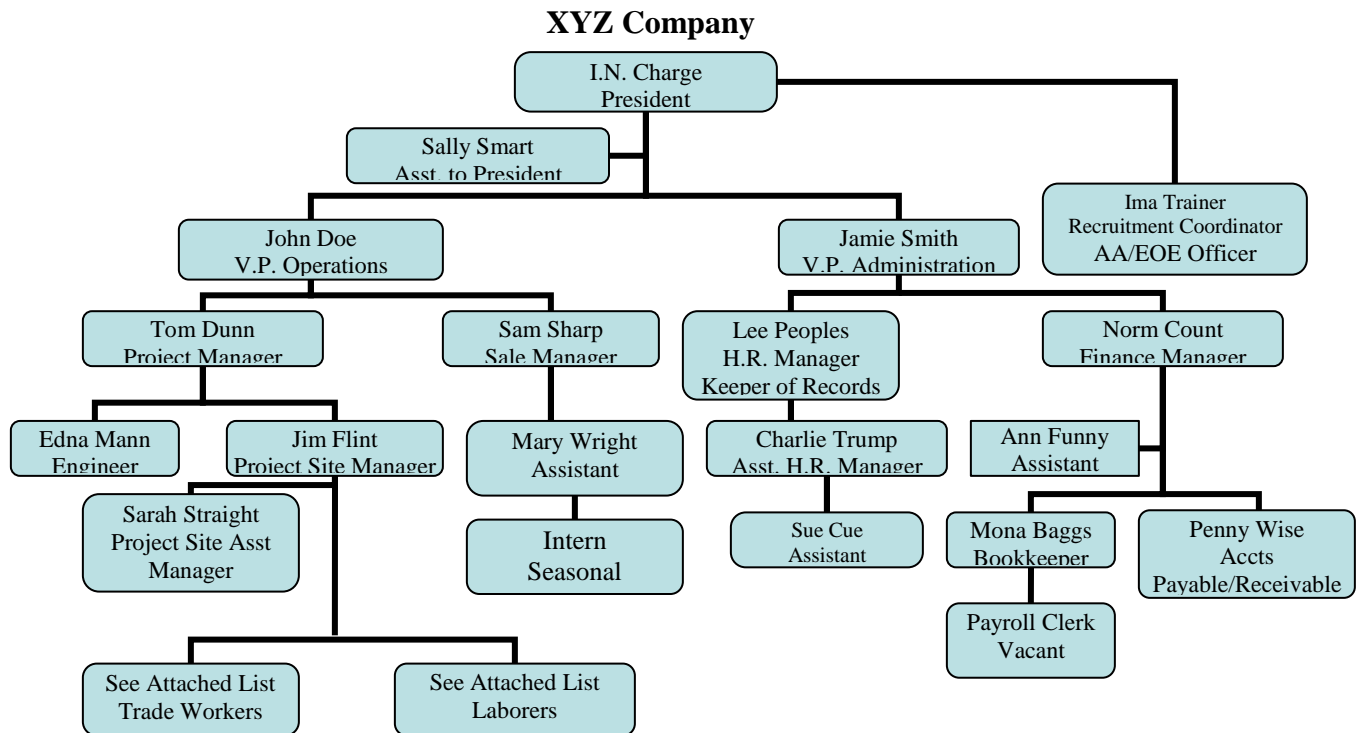 XYZ Company
I.N. Charge
President
Sally Smart
Asst. to President
Ima Trainer
Recruitment Coordinator
AA/EOE Officer
John Doe
V.P. Operations
Jamie Smith
V.P. Administration
Tom Dunn
Project Manager
Sam Sharp
Sale Manager
Lee Peoples
H.R. Manager
Keeper of Records
Norm Count
Finance Manager
Edna Mann
Engineer
Jim Flint
Project Site Manager
Mary Wright
Assistant
Charlie Trump
Asst. H.R. Manager
Ann Funny
Assistant
Sarah Straight
Project Site Asst
Manager
Intern
Seasonal
Sue Cue
Assistant
Mona Baggs
Bookkeeper
Penny Wise
Accts
Payable/Receivable
Payroll Clerk
Vacant
See Attached List
Trade Workers
See Attached List
Laborers